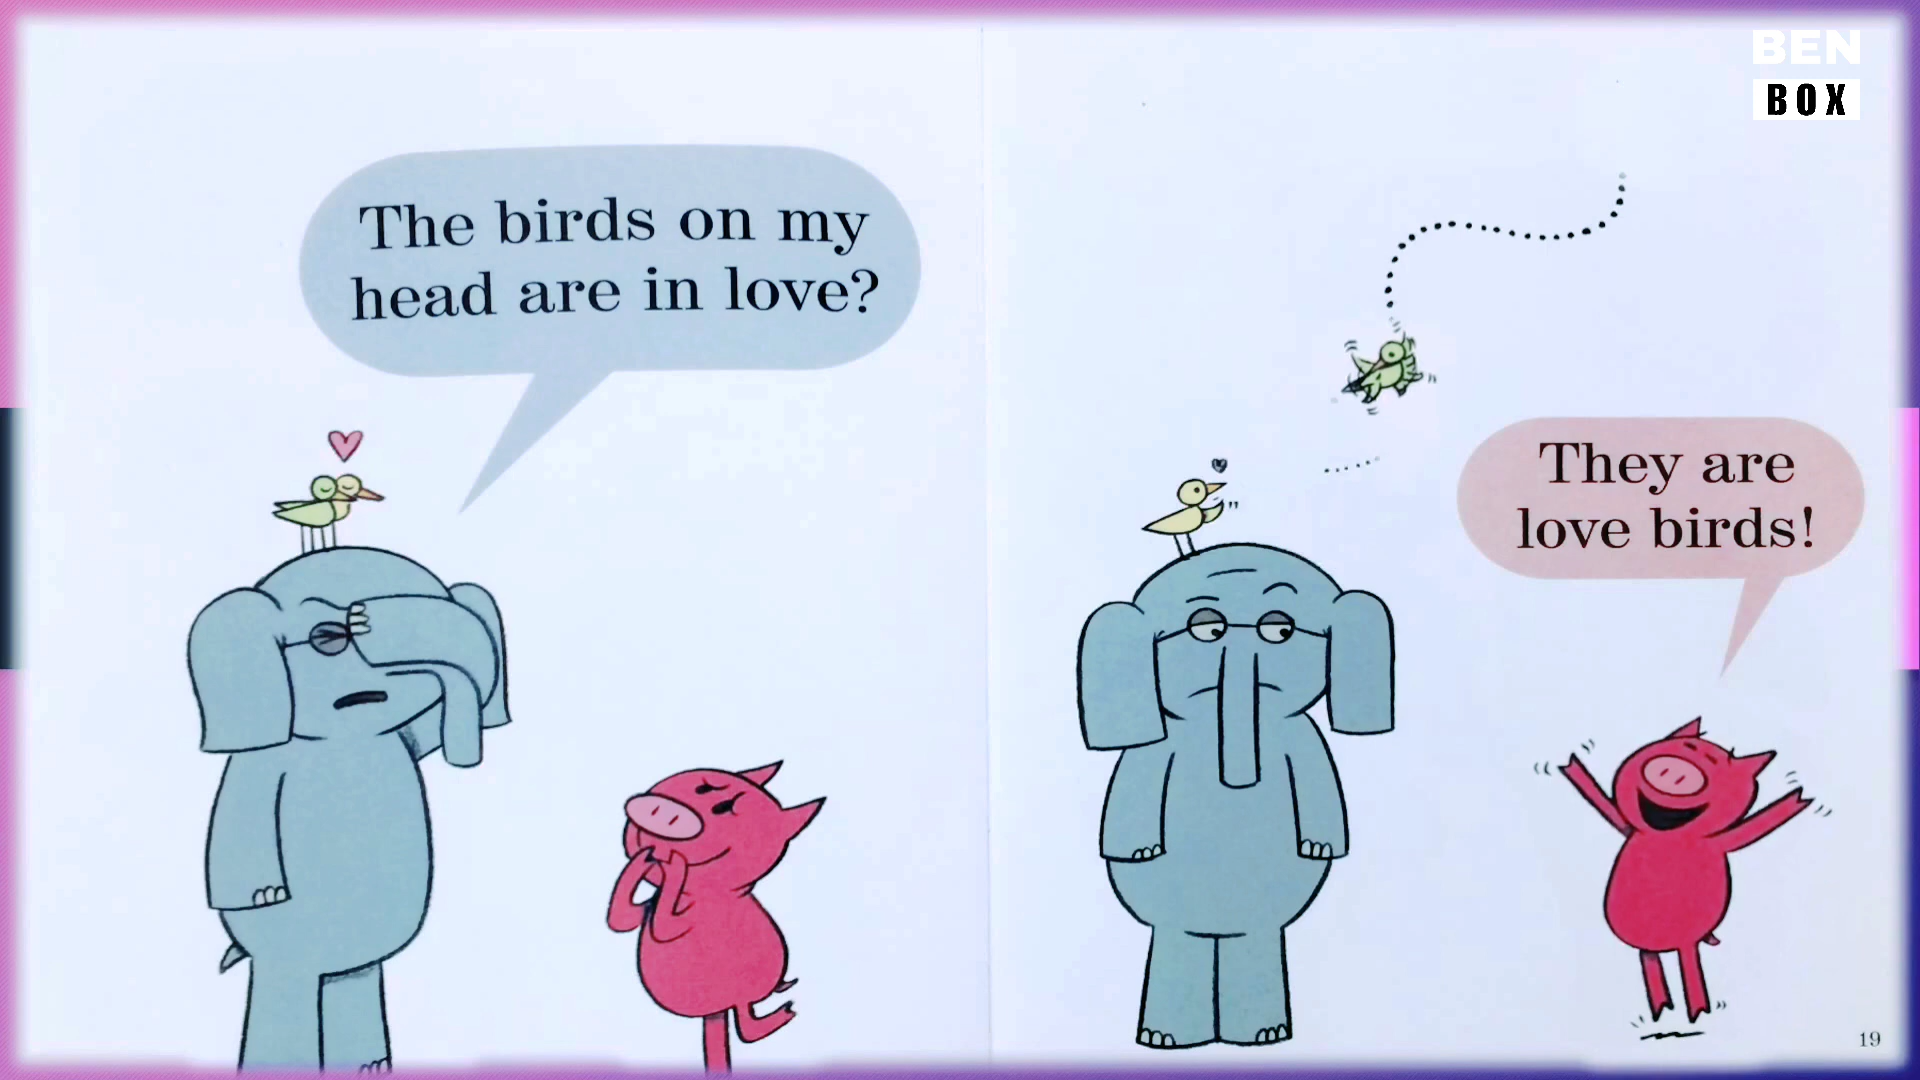 BEN
BOX
The birds on my
head are in love?
They are
love birds!
19